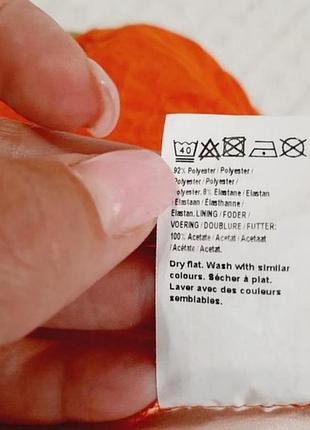 40
92% Polyester / Polyester /
Polyester / Polyester /
Polyester. 8% Elastane / Elastan
/ Elastaan / Elasthanne /
Elastan. LINING / FODER /
VOERING / DOUBLURE / FUTTER:
100% Acetate / Acetat / Acetaat
/ Acétate / Acetat.
Dry flat. Wash with similar
colours. Sécher à plat.
Laver avec des couleurs
semblables.